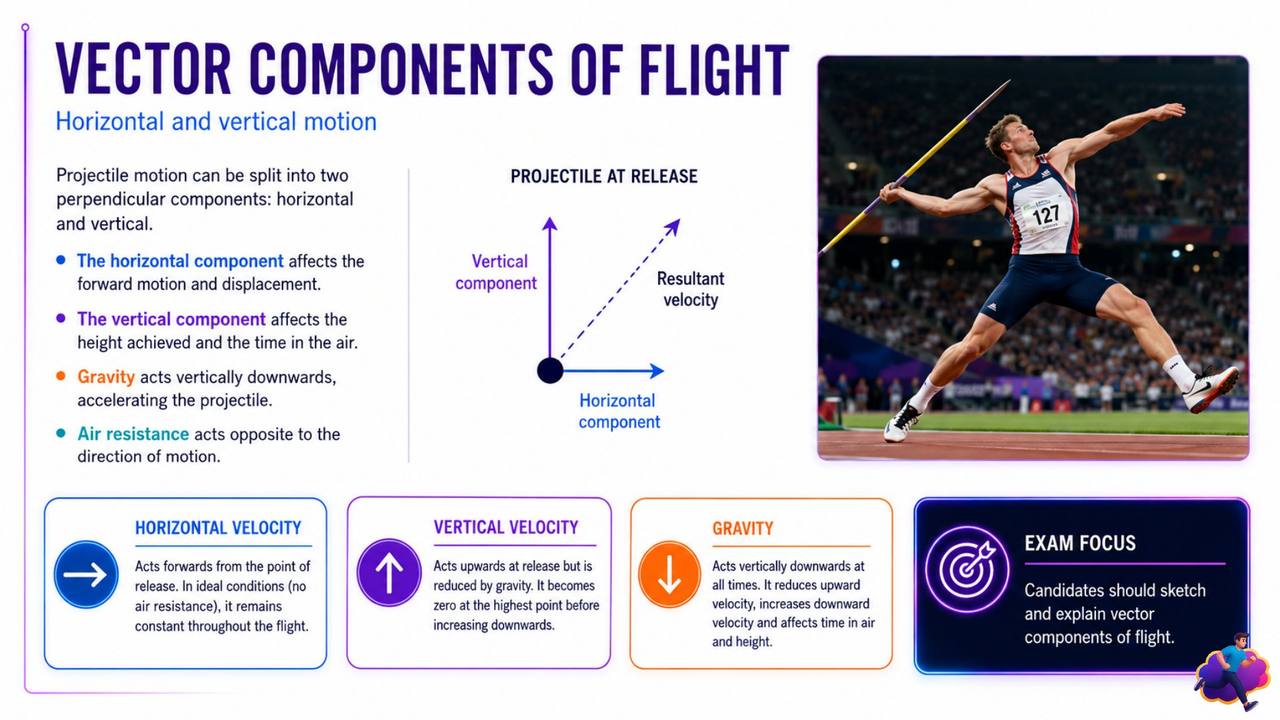 VECTOR COMPONENTS OF FLIGHT
Horizontal and vertical motion
Projectile motion can be split into two
perpendicular components: horizontal
and vertical.
The horizontal component affects the
forward motion and displacement.
The vertical component affects the
height achieved and the time in the air.
Gravity acts vertically downwards,
accelerating the projectile.
Air resistance acts opposite to the
direction of motion.
PROJECTILE AT RELEASE
Vertical
component
Resultant
velocity
Horizontal
component
127
HORIZONTAL VELOCITY
Acts forwards from the point of
release. In ideal conditions (no
air resistance), it remains
constant throughout the flight.
VERTICAL VELOCITY
Acts upwards at release but is
reduced by gravity. It becomes
zero at the highest point before
increasing downwards.
GRAVITY
Acts vertically downwards at
all times. It reduces upward
velocity, increases downward
velocity and affects time in air
and height.
EXAM FOCUS
Candidates should sketch
and explain vector
components of flight.